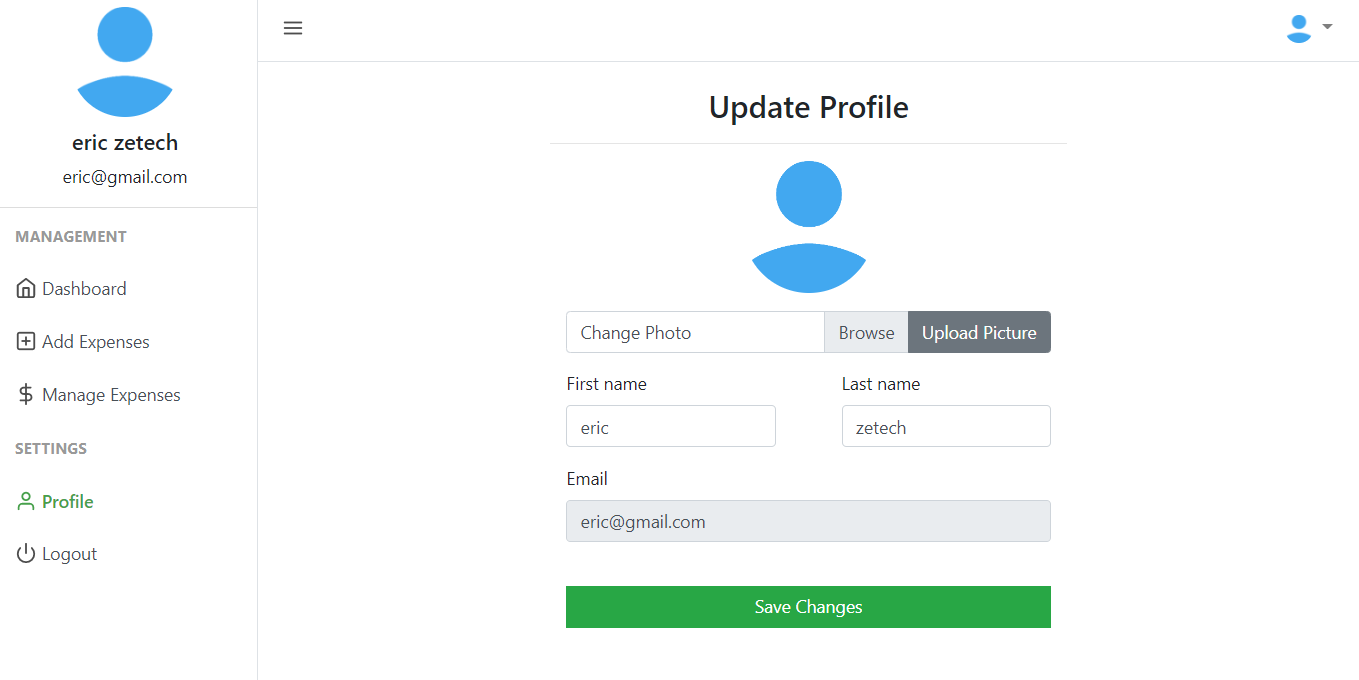 eric zetech
eric@gmail.com
MANAGEMENT
Dashboard
Add Expenses
Manage Expenses
SETTINGS
Profile
Logout
Update Profile
Change Photo Browse Upload Picture
First name Last name
eric zetech
Email
eric@gmail.com
Save Changes